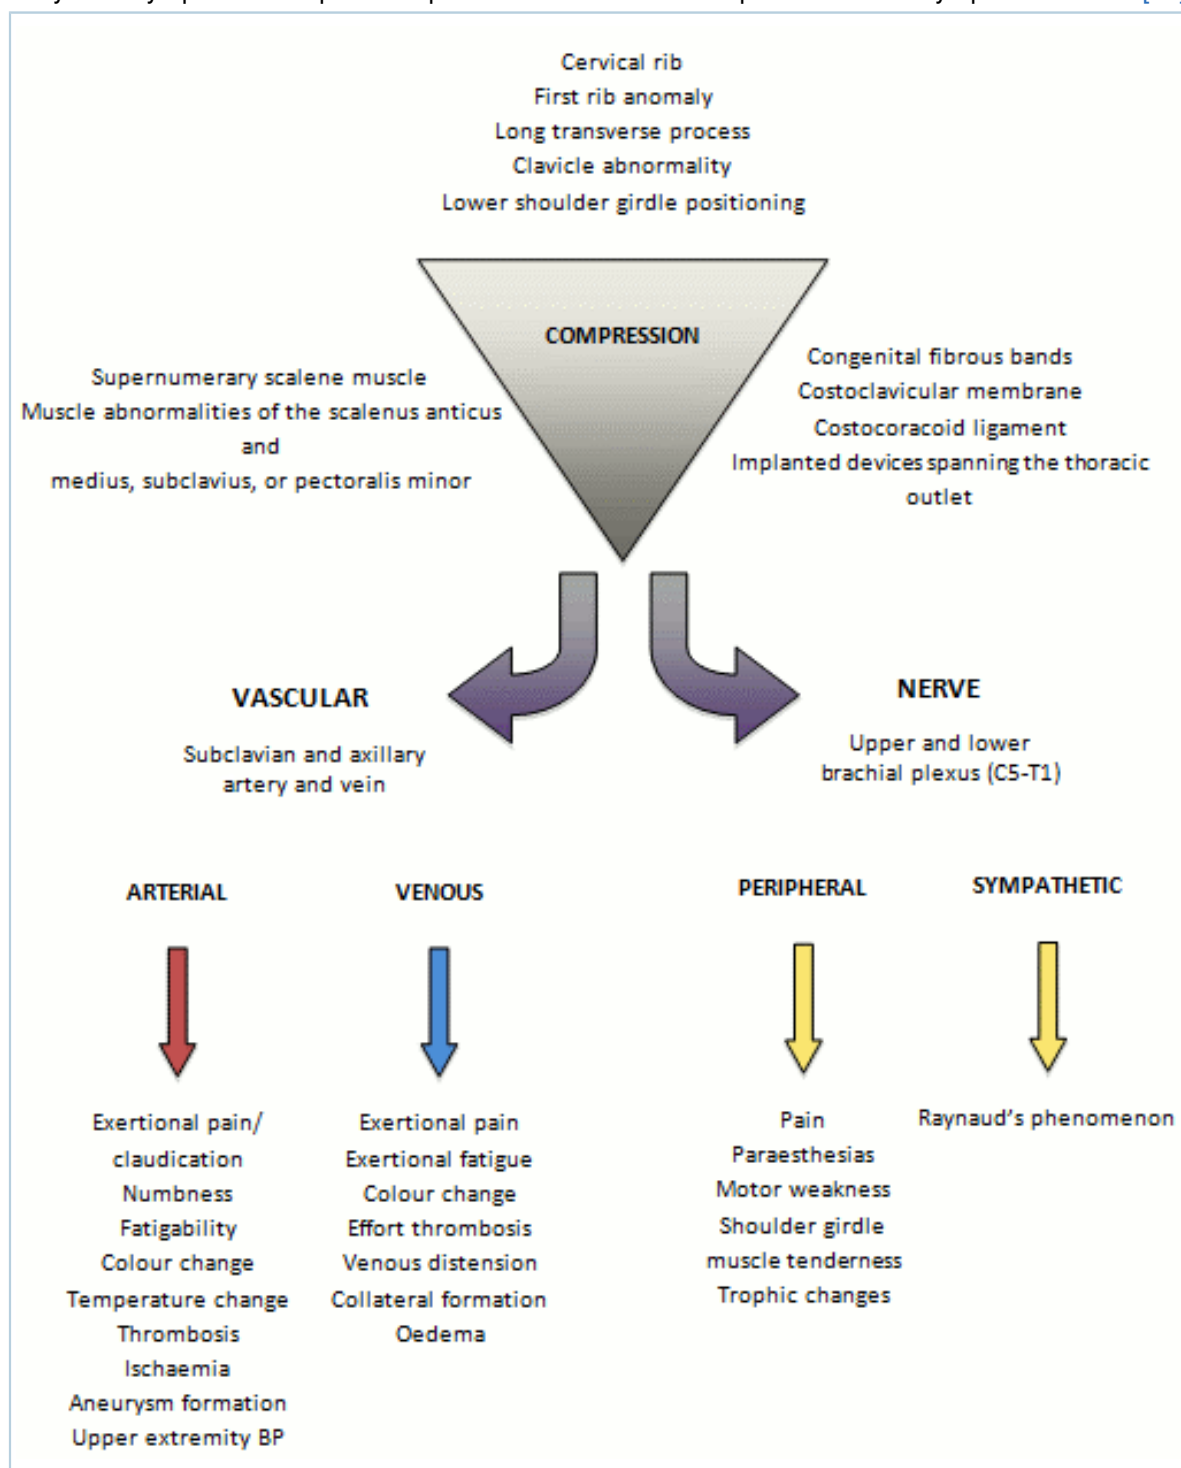 Cervical rib
First rib anomaly
Long transverse process
Clavicle abnormality
Lower shoulder girdle positioning
COMPRESSION
Supernumerary scalene muscle
Muscle abnormalities of the scalenus anticus
and
medius, subclavius, or pectoralis minor
Congenital fibrous bands
Costoclavicular membrane
Costocoracoid ligament
Implanted devices spanning the thoracic
outlet
VASCULAR
Subclavian and axillary
artery and vein
NERVE
Upper and lower
brachial plexus (C5-T1)
ARTERIAL
Exertional pain/
claudication
Numbness
Fatigability
Colour change
Temperature change
Thrombosis
Ischaemia
Aneurysm formation
Upper extremity BP
VENOUS
Exertional pain
Exertional fatigue
Colour change
Effort thrombosis
Venous distension
Collateral formation
Oedema
PERIPHERAL
Pain
Paraesthesias
Motor weakness
Shoulder girdle
muscle tenderness
Trophic changes
SYMPATHETIC
Raynaud’s phenomenon